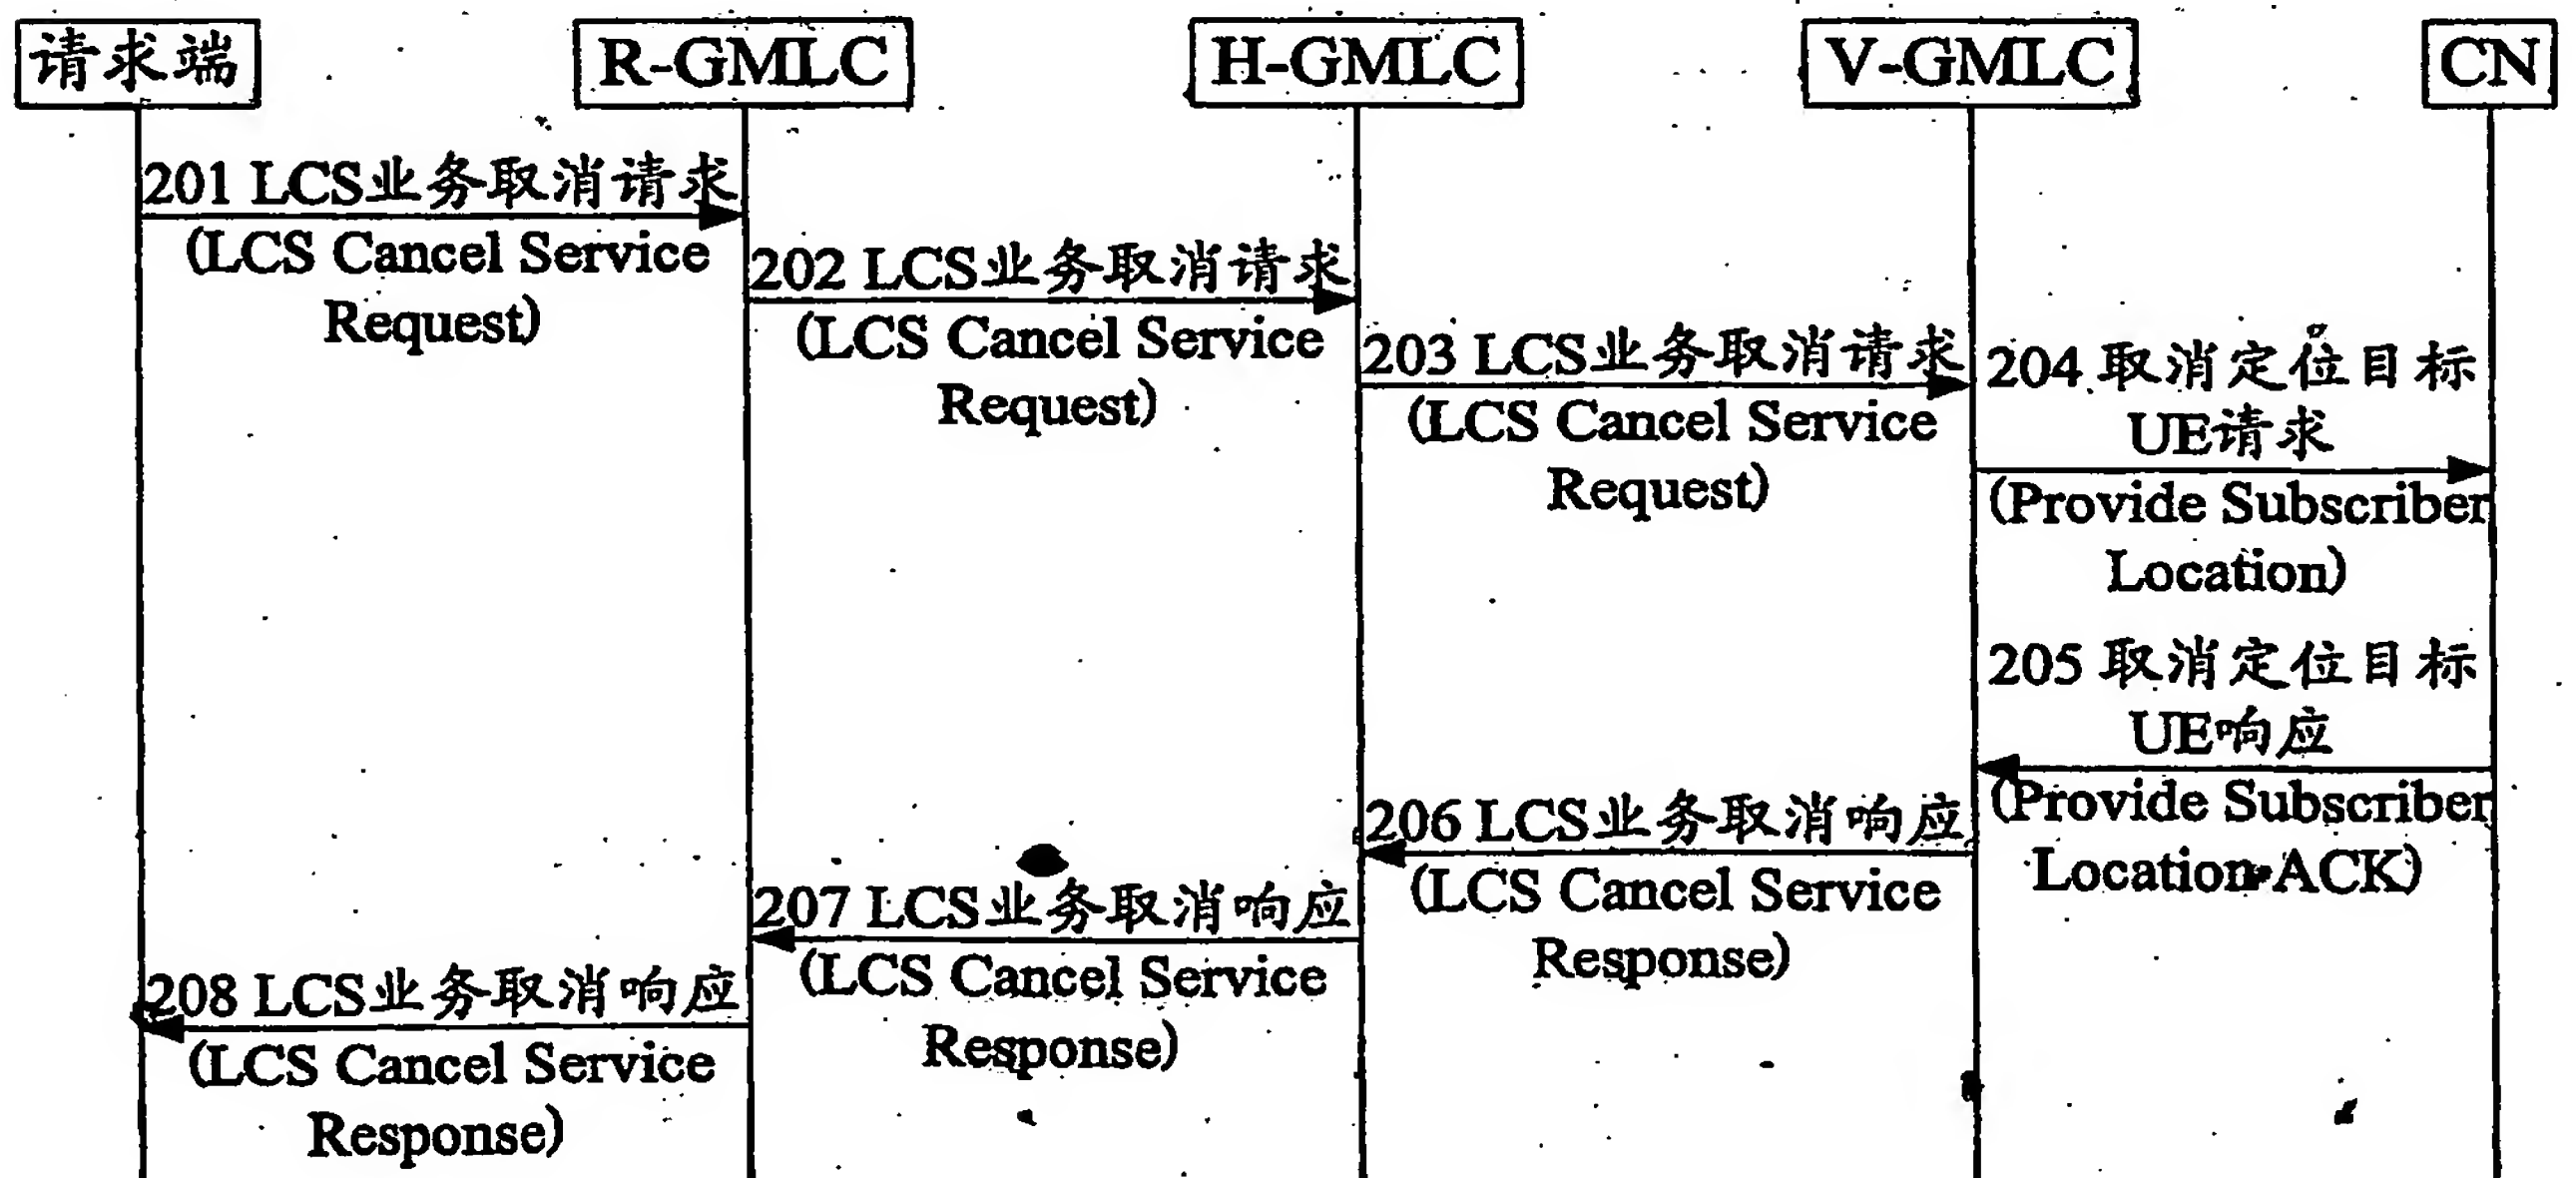 请求端
R-GMLC
H-GMLC
V-GMLC
CN
201 LCS业务取消请求
(LCS Cancel Service
Request)
202 LCS业务取消请求
(LCS Cancel Service
Request)
203 LCS业务取消请求
(LCS Cancel Service
Request)
204 取消定位目标
UE请求
(Provide Subscriber
Location)
205 取消定位目标
UE响应
(Provide Subscriber
Location ACK)
206 LCS业务取消响应
(LCS Cancel Service
Response)
207 LCS业务取消响应
(LCS Cancel Service
Response)
208 LCS业务取消响应
(LCS Cancel Service
Response)